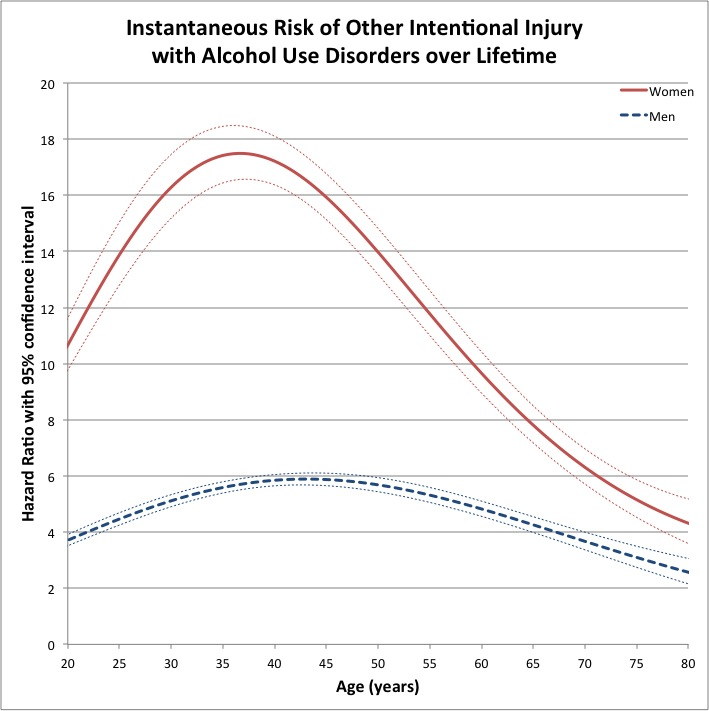 Instantaneous Risk of Other Intentional Injury
with Alcohol Use Disorders over Lifetime
Women
Men
Hazard Ratio with 95% confidence interval
20
18
16
14
12
10
8
6
4
2
0
20 25 30 35 40 45 50 55 60 65 70 75 80
Age (years)